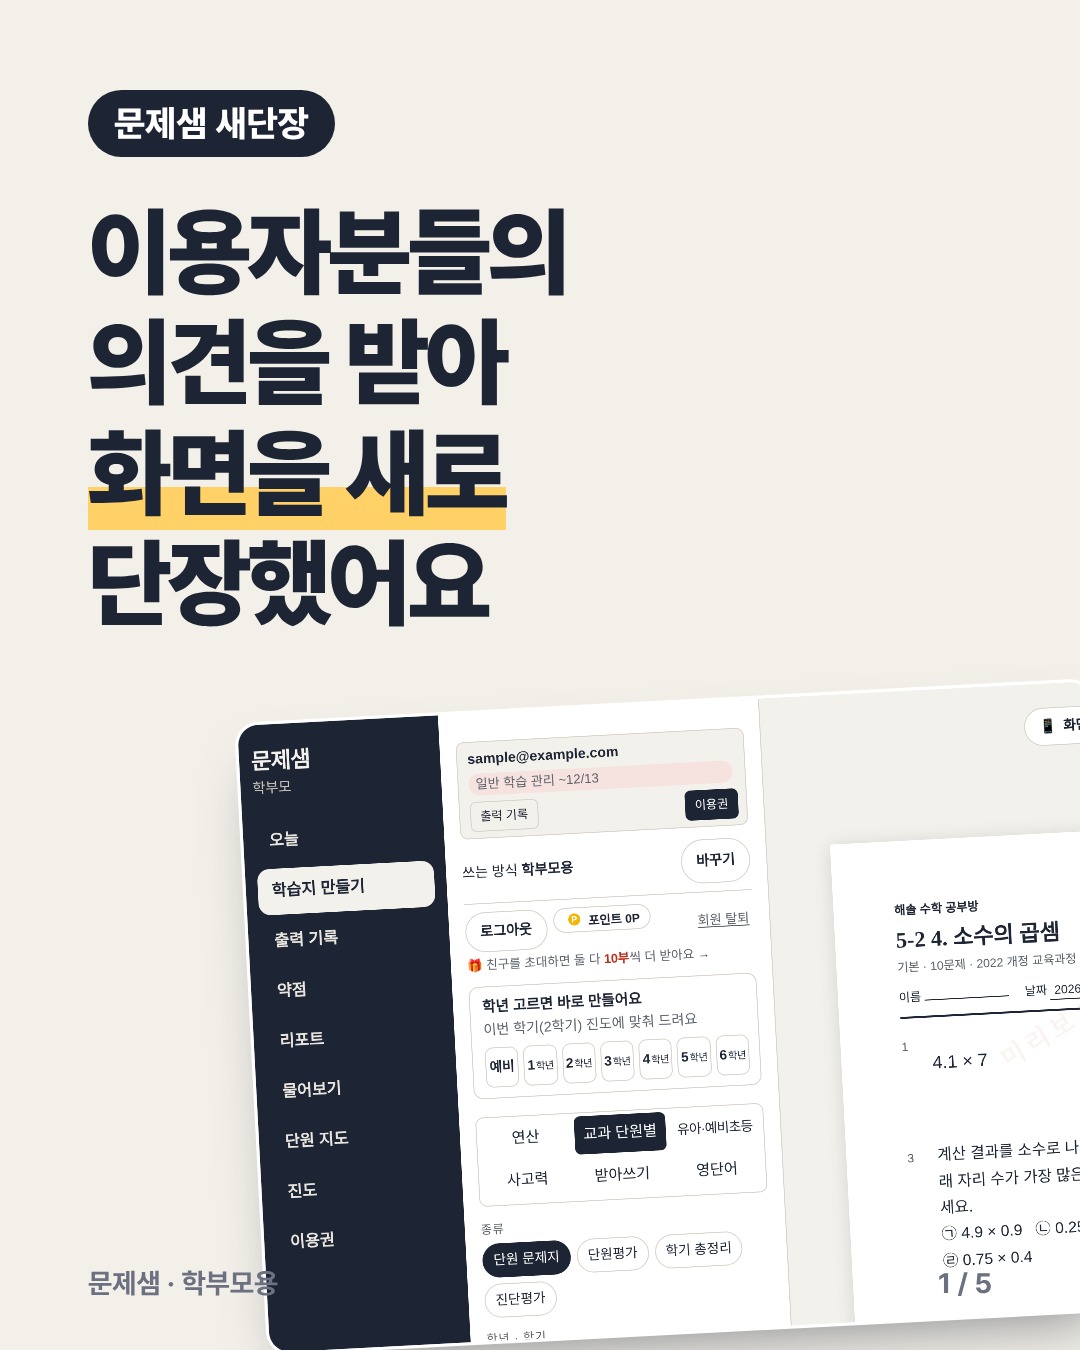 문제샘 새단장
이용자분들의
의견을 받아
화면을 새로
단장했어요
문제샘
학부모
오늘
학습지 만들기
출력 기록
약점
리포트
물어보기
단원 지도
진도
이용권
sample@example.com
일반 학습 관리 ~12/13
출력 기록
이용권
쓰는 방식 학부모용
바꾸기
로그아웃
P 포인트 0P
회원 탈퇴
🎁 친구를 초대하면 둘 다 10부씩 더 받아요 →
학년 고르면 바로 만들어요
이번 학기(2학기) 진도에 맞춰 드려요
예비 1학년 2학년 3학년 4학년 5학년 6학년
연산 교과 단원별 유아·예비초등
사고력 받아쓰기 영단어
종류
단원 문제지 단원평가 학기 총정리
진단평가
학년 · 학기
해솔 수학 공부방
5-2 4. 소수의 곱셈
기본 · 10문제 · 2022 개정 교육과정
이름 날짜 2026
미리보
1
4.1 × 7
3
계산 결과를 소수로 나
래 자리 수가 가장 많은
세요.
㉠ 4.9 × 0.9 ㉡ 0.25
㉣ 0.75 × 0.4
문제샘 · 학부모용
1 / 5